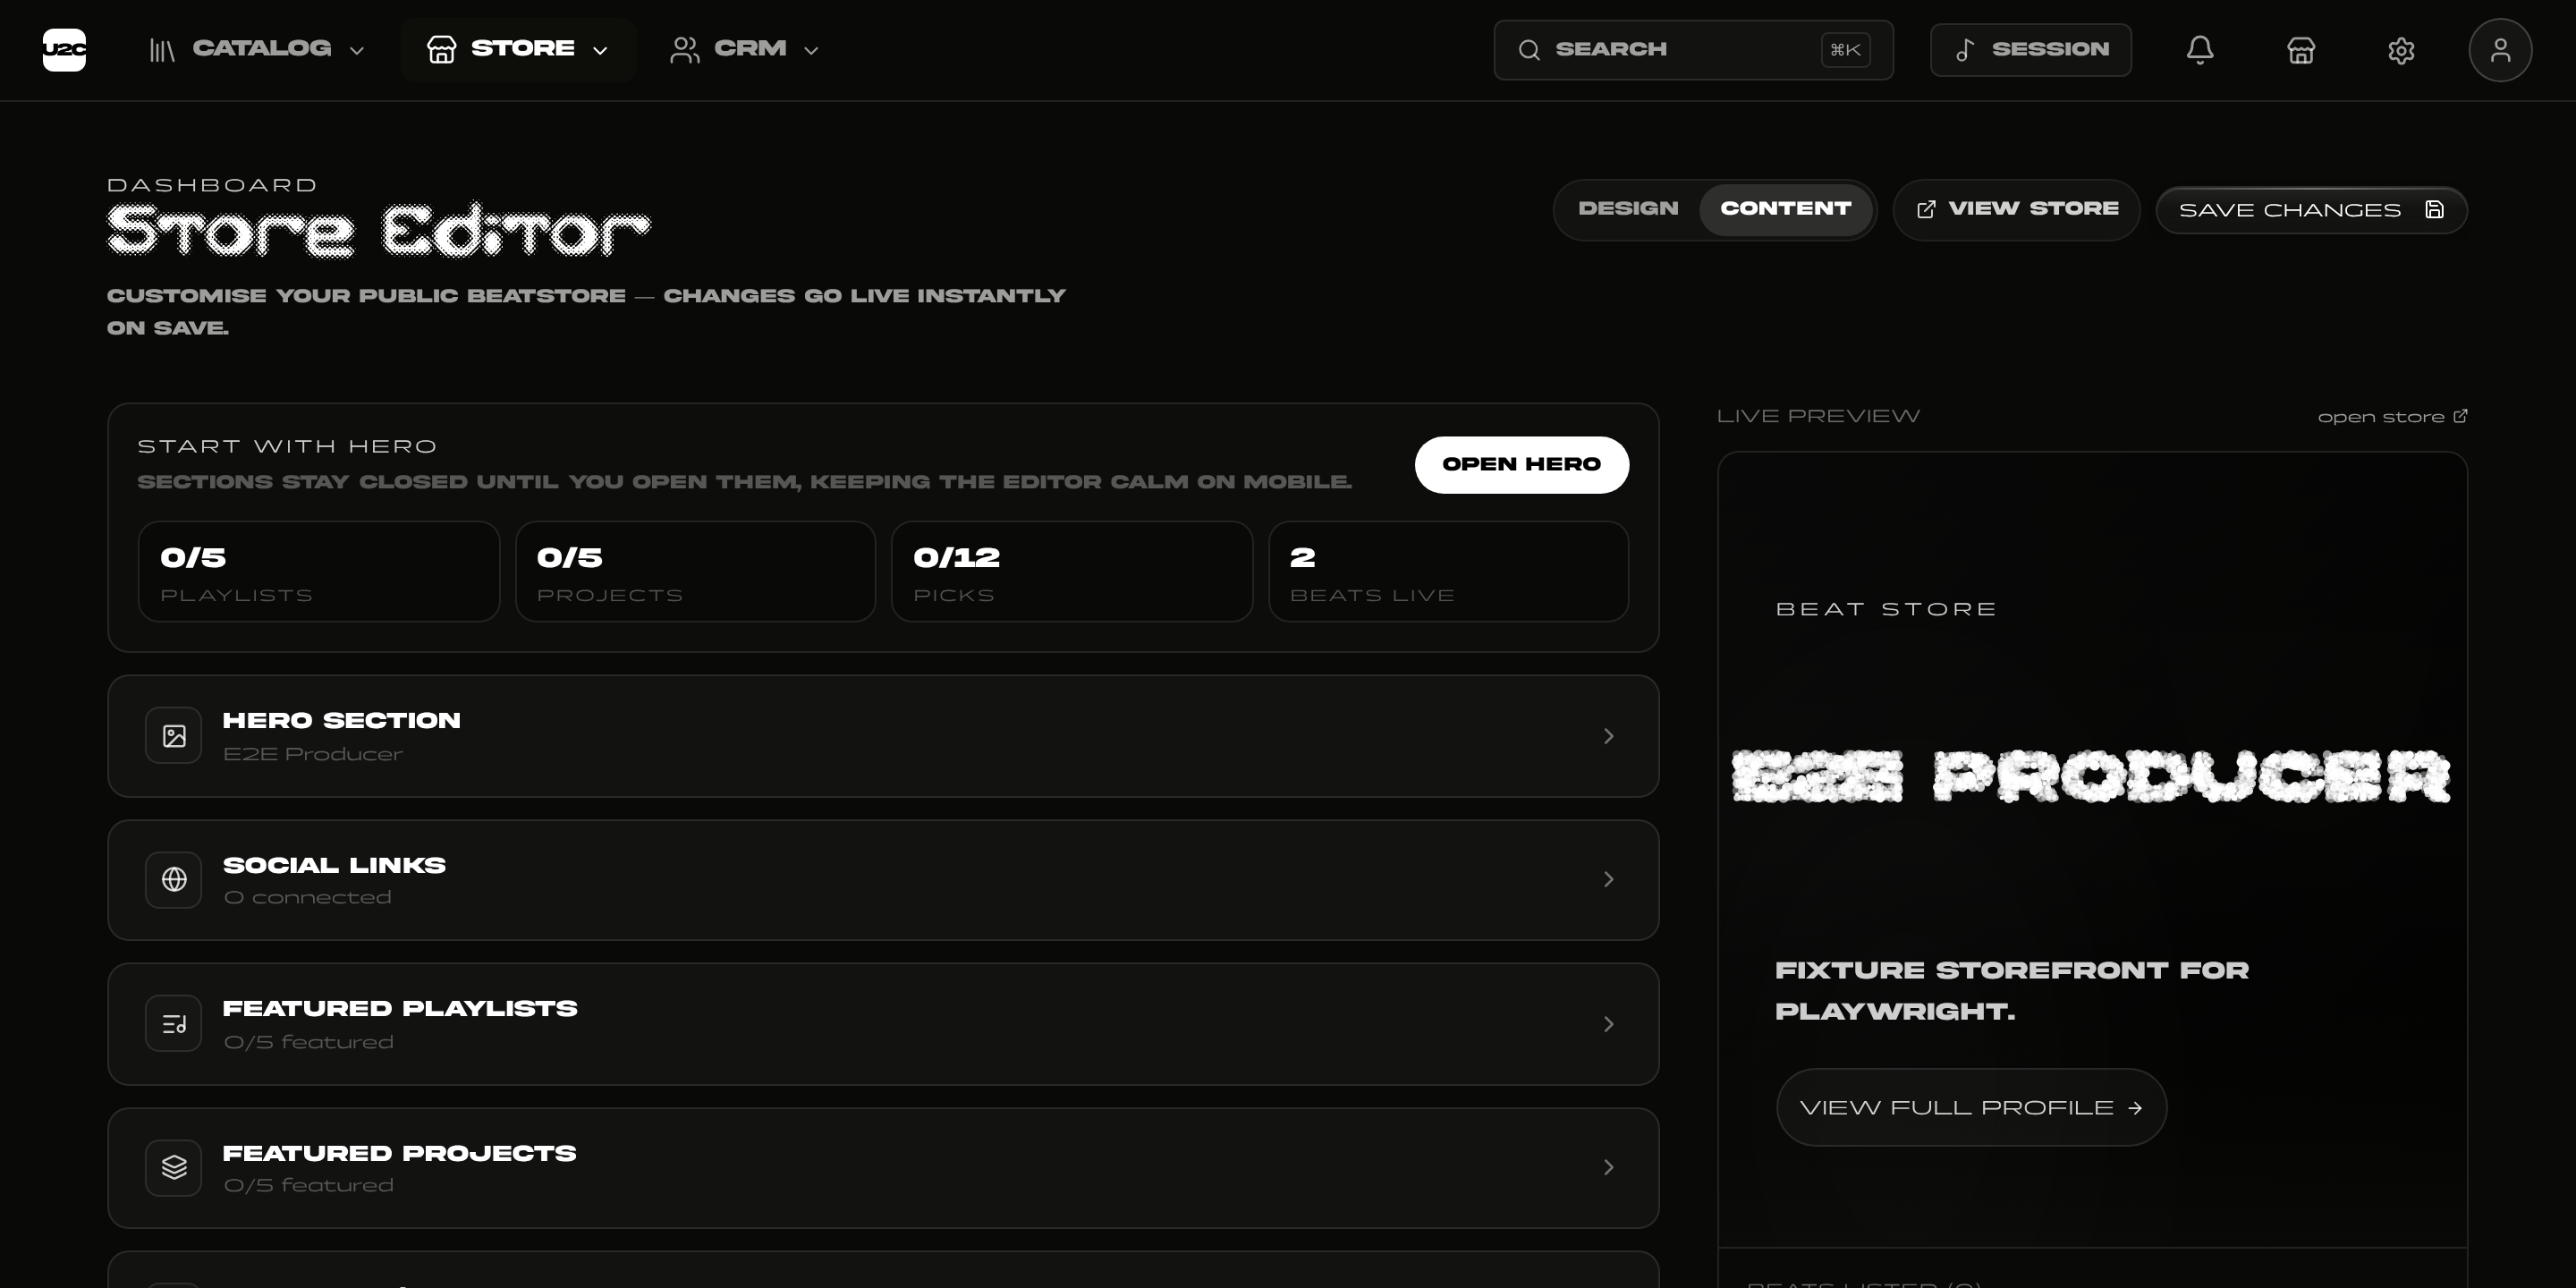 U2C
CATALOG
STORE
CRM
SEARCH
⌘K
SESSION
DASHBOARD
Store Editor
CUSTOMISE YOUR PUBLIC BEATSTORE — CHANGES GO LIVE INSTANTLY
ON SAVE.
DESIGN
CONTENT
VIEW STORE
SAVE CHANGES
START WITH HERO
SECTIONS STAY CLOSED UNTIL YOU OPEN THEM, KEEPING THE EDITOR CALM ON MOBILE.
OPEN HERO
0/5
PLAYLISTS
0/5
PROJECTS
0/12
PICKS
2
BEATS LIVE
HERO SECTION
E2E Producer
SOCIAL LINKS
0 connected
FEATURED PLAYLISTS
0/5 featured
FEATURED PROJECTS
0/5 featured
LIVE PREVIEW
open store
BEAT STORE
E2E PRODUCER
FIXTURE STOREFRONT FOR
PLAYWRIGHT.
VIEW FULL PROFILE →